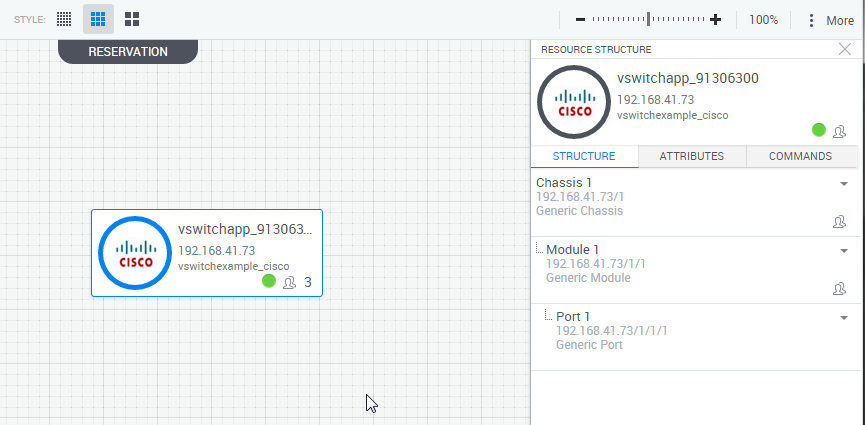 STYLE:
100%
More
RESERVATION
CISCO
vswitchapp_913063...
192.168.41.73
vswitchexample_cisco
3
RESOURCE STRUCTURE
CISCO
vswitchapp_91306300
192.168.41.73
vswitchexample_cisco
STRUCTURE ATTRIBUTES COMMANDS
Chassis 1
192.168.41.73/1
Generic Chassis
Module 1
192.168.41.73/1/1
Generic Module
Port 1
192.168.41.73/1/1/1
Generic Port